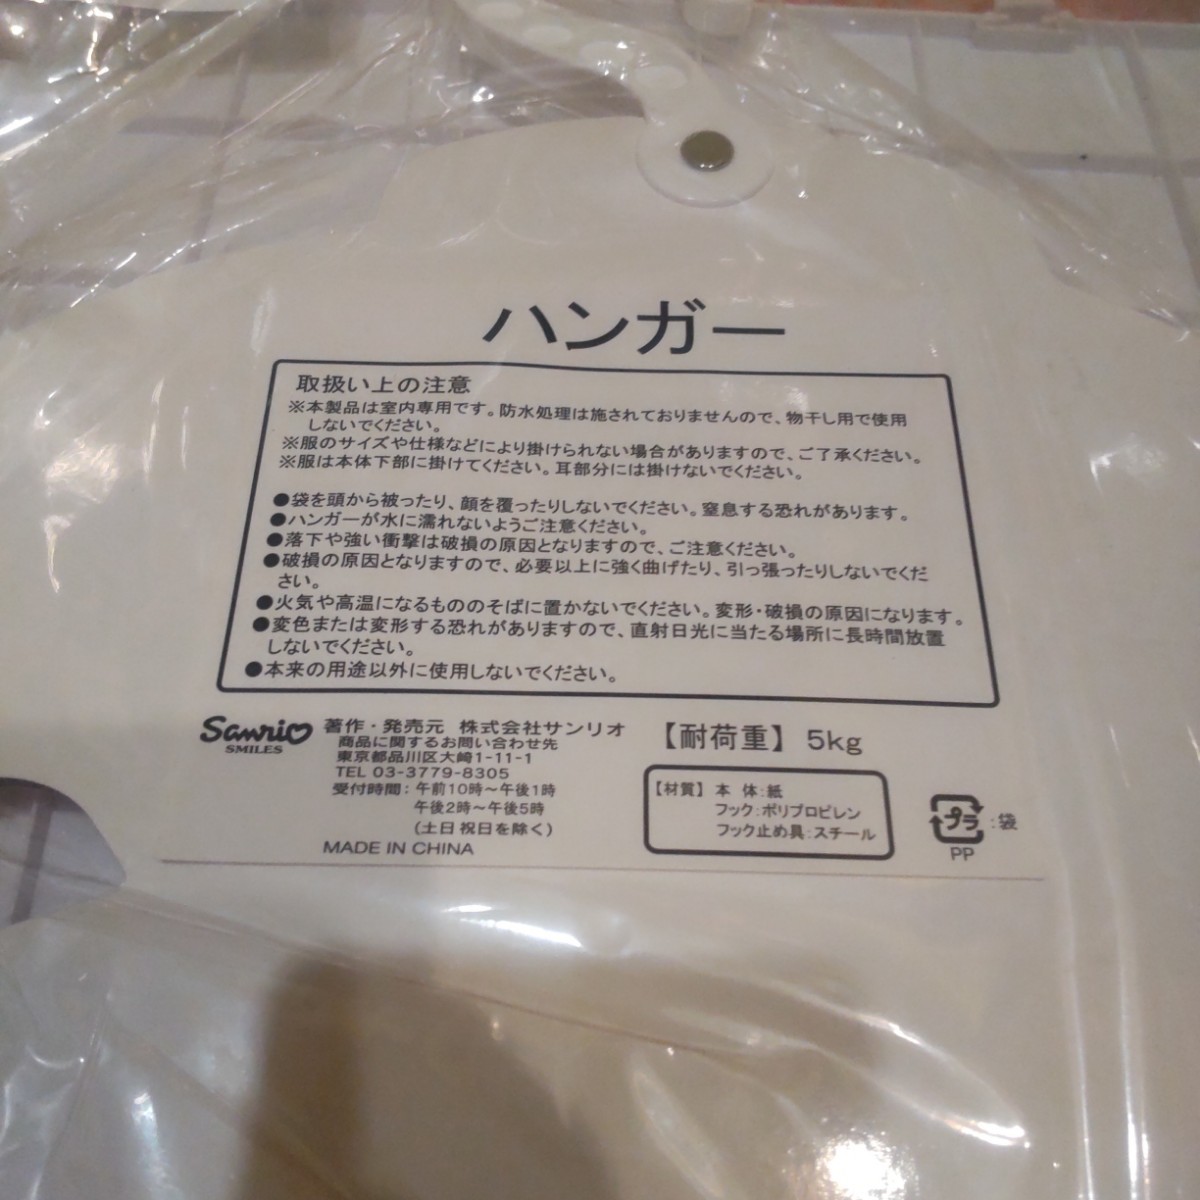 ハンガー
取扱い上の注意
※本製品は室内専用です。防水処理は施されておりませんので、物干し用で使用
しないでください。
※服のサイズや仕様などにより掛けられない場合がありますので、ご了承ください。
※服は本体下部に掛けてください。耳部分には掛けないでください。
●袋を頭から被ったり、顔を覆ったりしないでください。窒息する恐れがあります。
●ハンガーが水に濡れないようご注意ください。
●落下や強い衝撃は破損の原因となりますので、ご注意ください。
●破損の原因となりますので、必要以上に強く曲げたり、引っ張ったりしないでくだ
さい。
●火気や高温になるもののそばに置かないでください。変形・破損の原因になります。
●変色または変形する恐れがありますので、直射日光に当たる場所に長時間放置
しないでください。
●本来の用途以外に使用しないでください。
Sanrio
SMILES
著作・発売元 株式会社サンリオ
商品に関するお問い合わせ先
東京都品川区大崎1-11-1
TEL 03-3779-8305
受付時間：午前10時〜午後1時
午後2時〜午後5時
(土日祝日を除く)
MADE IN CHINA
【耐荷重】 5kg
【材質】 本 体：紙
フック：ポリプロピレン
フック止め具：スチール
プラ：袋
PP